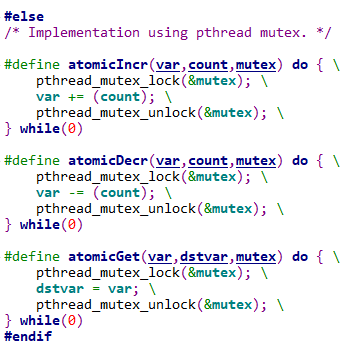 #else
/* Implementation using pthread mutex. */
#define atomicIncr(var,count,mutex) do { \
    pthread_mutex_lock(&mutex); \
    var += (count); \
    pthread_mutex_unlock(&mutex); \
} while(0)
#define atomicDecr(var,count,mutex) do { \
    pthread_mutex_lock(&mutex); \
    var -= (count); \
    pthread_mutex_unlock(&mutex); \
} while(0)
#define atomicGet(var,dstvar,mutex) do { \
    pthread_mutex_lock(&mutex); \
    dstvar = var; \
    pthread_mutex_unlock(&mutex); \
} while(0)
#endif